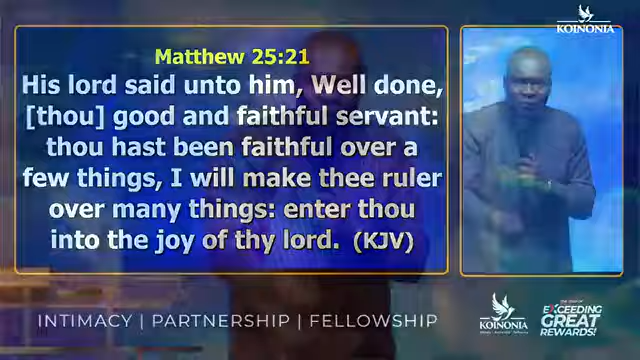 KOINONIA
Matthew 25:21
His lord said unto him, Well done,
[thou] good and faithful servant:
thou hast been faithful over a
few things, I will make thee ruler
over many things: enter thou
into the joy of thy lord. (KJV)
INTIMACY | PARTNERSHIP | FELLOWSHIP
KOINONIA
EXCEEDING
GREAT
REWARDS!